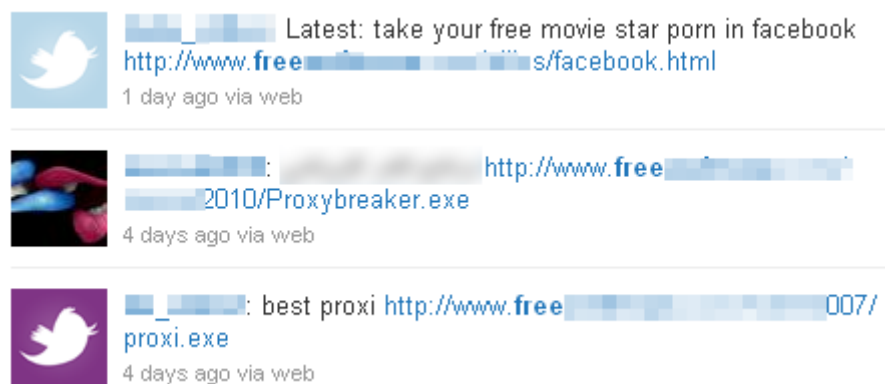 Latest: take your free movie star porn in facebook
http://www.free s/facebook.html
1 day ago via web
: http://www.free
2010/Proxybreaker.exe
4 days ago via web
: best proxi http://www.free 007/
proxi.exe
4 days ago via web